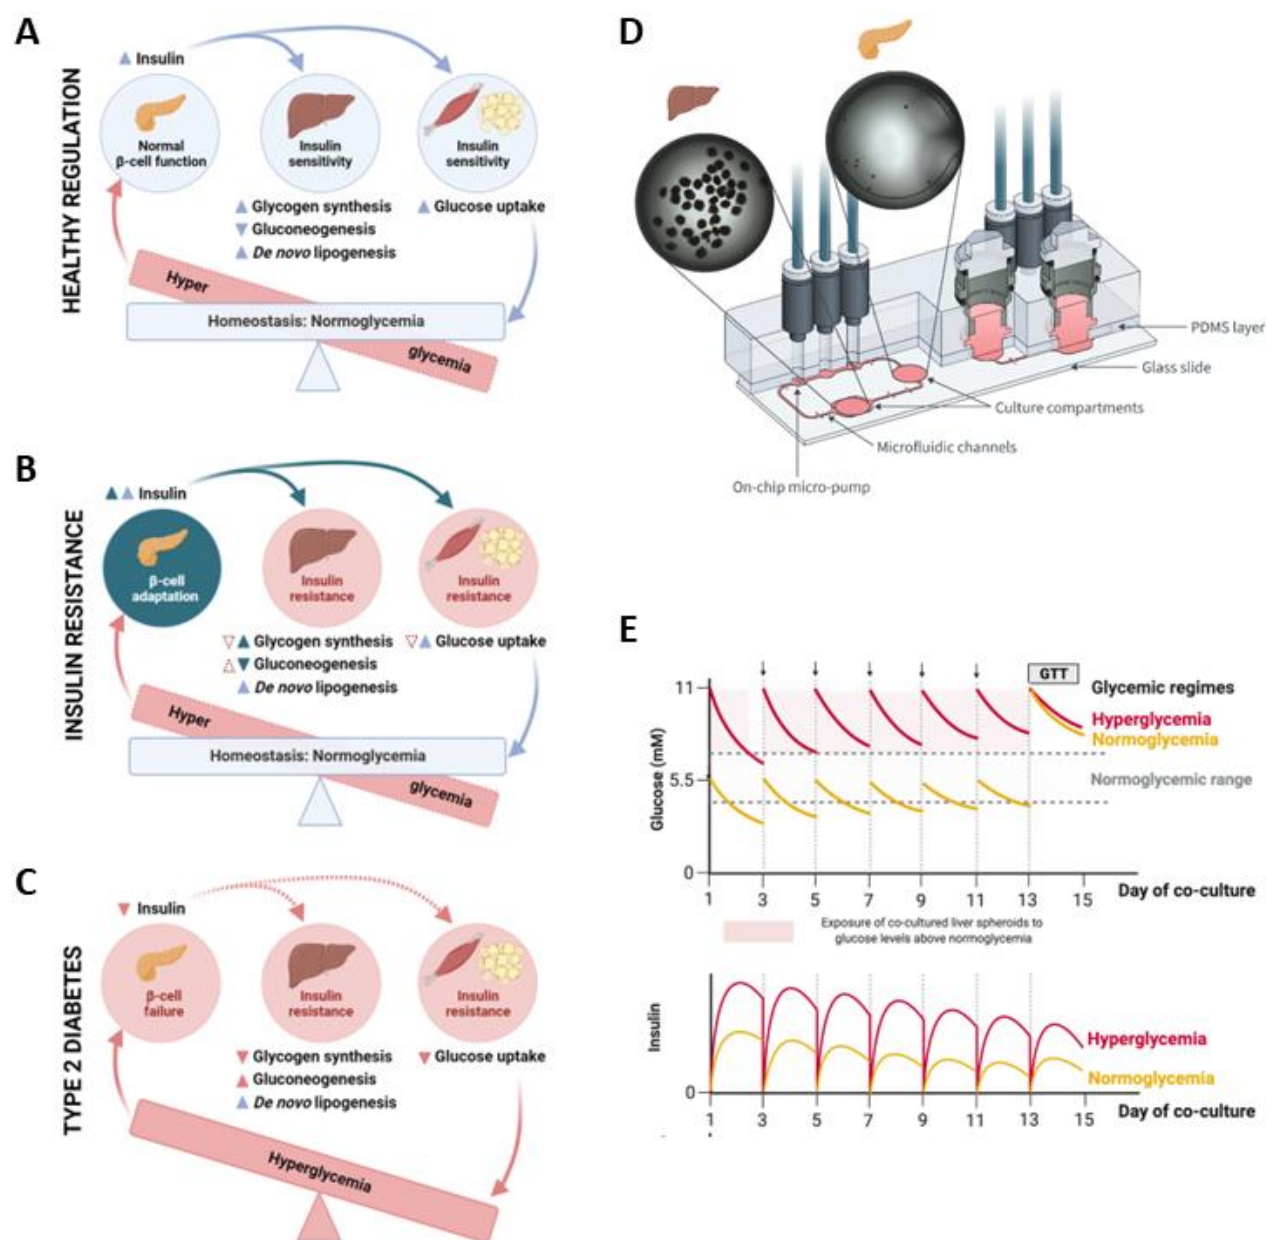 A
HEALTHY REGULATION
Insulin
Normal
β-cell function
Insulin
sensitivity
Insulin
sensitivity
Glycogen synthesis
Gluconeogenesis
De novo lipogenesis
Glucose uptake
Hyper
Homeostasis: Normoglycemia
glycemia
B
INSULIN RESISTANCE
Insulin
β-cell
adaptation
Insulin
resistance
Insulin
resistance
Glycogen synthesis
Gluconeogenesis
De novo lipogenesis
Glucose uptake
Hyper
Homeostasis: Normoglycemia
glycemia
C
TYPE 2 DIABETES
Insulin
β-cell
failure
Insulin
resistance
Insulin
resistance
Glycogen synthesis
Gluconeogenesis
De novo lipogenesis
Glucose uptake
Hyperglycemia
D
PDMS layer
Glass slide
Culture compartments
Microfluidic channels
On-chip micro-pump
E
GTT
Glycemic regimes
Hyperglycemia
Normoglycemia
Normoglycemic range
Glucose (mM)
11
5.5
0
1 3 5 7 9 11 13 15
Day of co-culture
Exposure of co-cultured liver spheroids to
glucose levels above normoglycemia
Insulin
Hyperglycemia
Normoglycemia
0
1 3 5 7 9 11 13 15
Day of co-culture